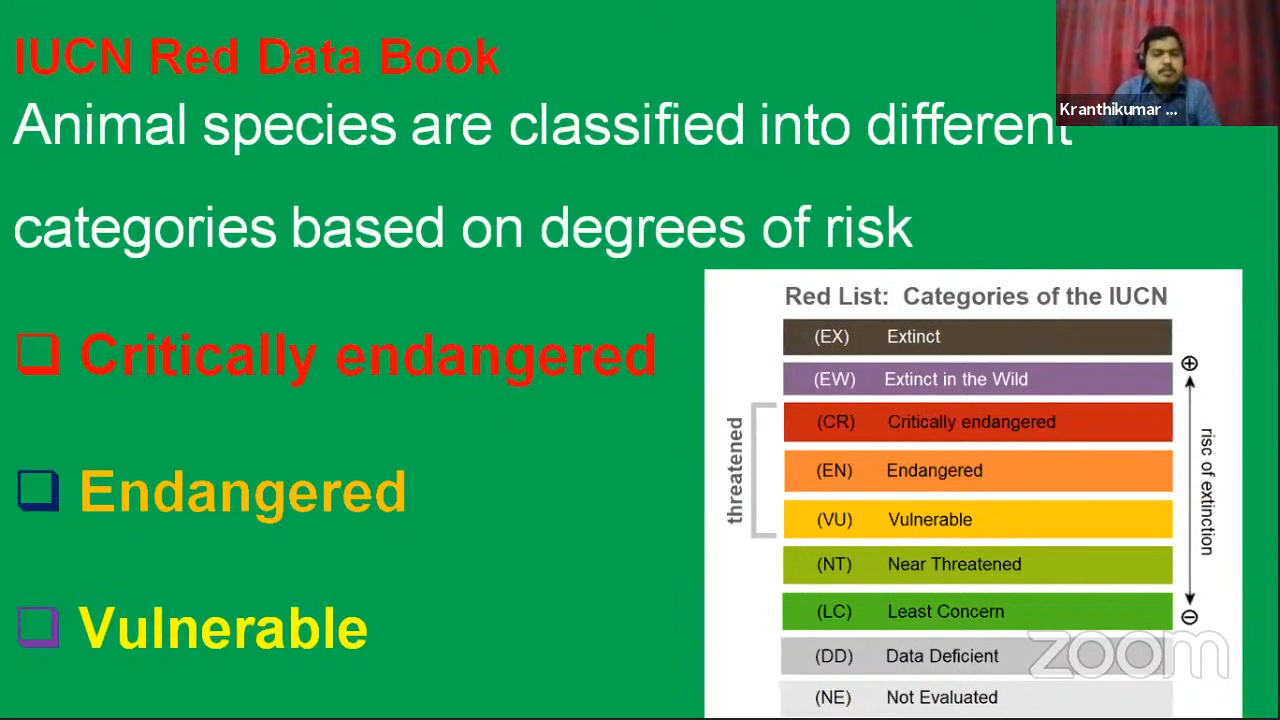 IUCN Red Data Book
Animal species are classified into different
categories based on degrees of risk
Critically endangered
Endangered
Vulnerable
Kranthikumar ...
Red List: Categories of the IUCN
(EX) Extinct
(EW) Extinct in the Wild
(CR) Critically endangered
(EN) Endangered
(VU) Vulnerable
(NT) Near Threatened
(LC) Least Concern
(DD) Data Deficient
(NE) Not Evaluated
threatened
risc of extinction
zoom